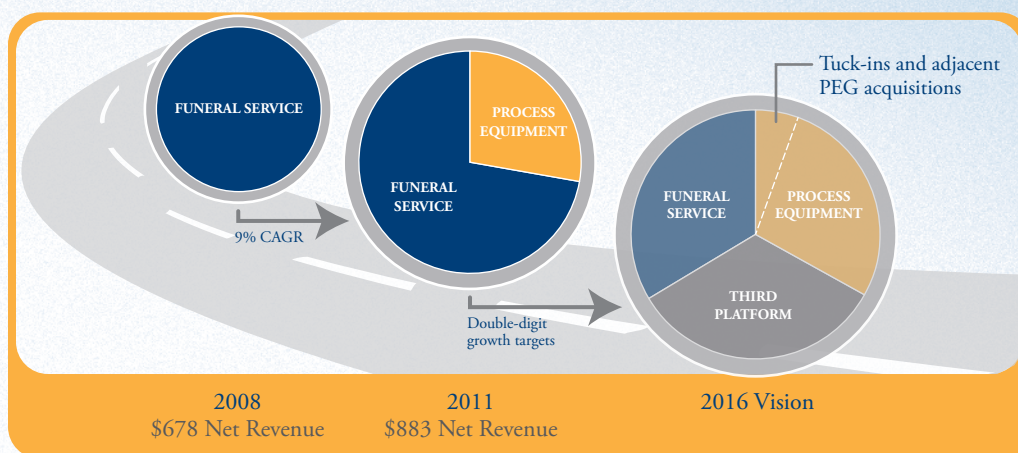 FUNERAL SERVICE
9% CAGR
PROCESS
EQUIPMENT
FUNERAL
SERVICE
Double-digit
growth targets
Tuck-ins and adjacent
PEG acquisitions
FUNERAL
SERVICE
PROCESS
EQUIPMENT
THIRD
PLATFORM
2008
$678 Net Revenue
2011
$883 Net Revenue
2016 Vision